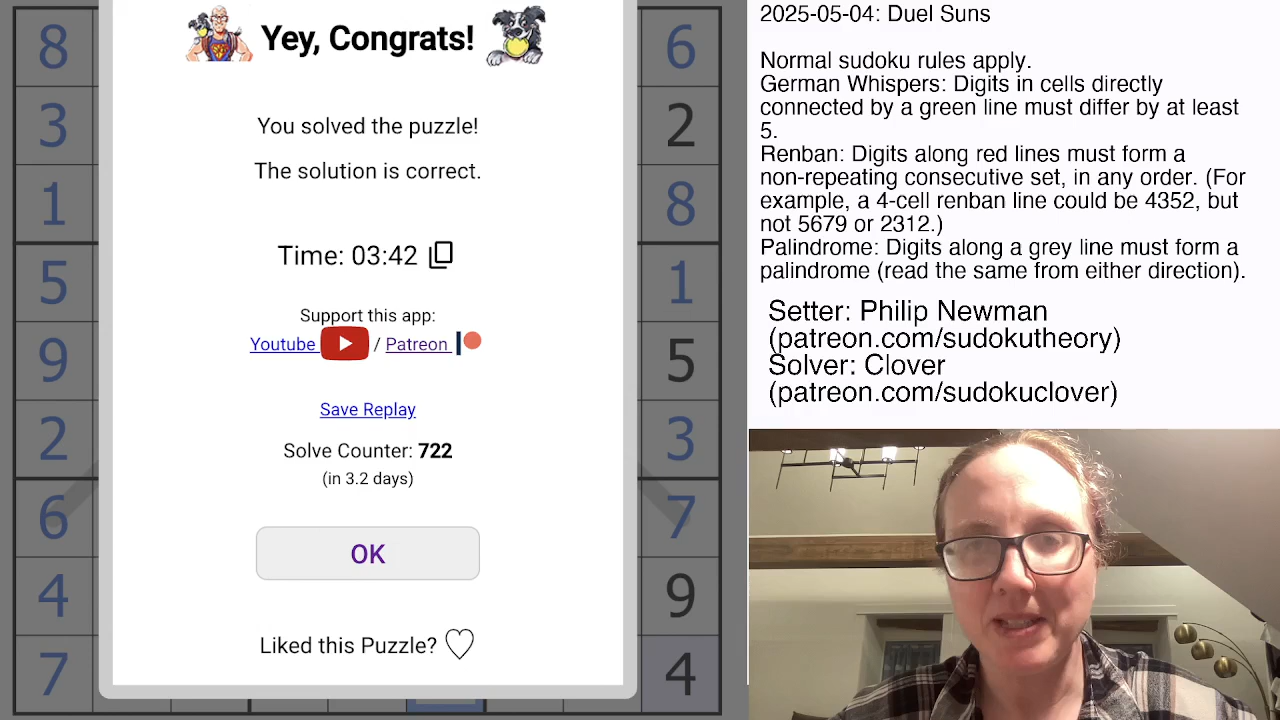 Yey, Congrats!
You solved the puzzle!
The solution is correct.
Time: 03:42
Support this app:
Youtube / Patreon
Save Replay
Solve Counter: 722
(in 3.2 days)
OK
Liked this Puzzle?
8 6
3 2
1 8
5 1
9 5
2 3
6 7
4 9
7 4
2025-05-04: Duel Suns
Normal sudoku rules apply.
German Whispers: Digits in cells directly
connected by a green line must differ by at least
5.
Renban: Digits along red lines must form a
non-repeating consecutive set, in any order. (For
example, a 4-cell renban line could be 4352, but
not 5679 or 2312.)
Palindrome: Digits along a grey line must form a
palindrome (read the same from either direction).
Setter: Philip Newman
(patreon.com/sudokutheory)
Solver: Clover
(patreon.com/sudokuclover)